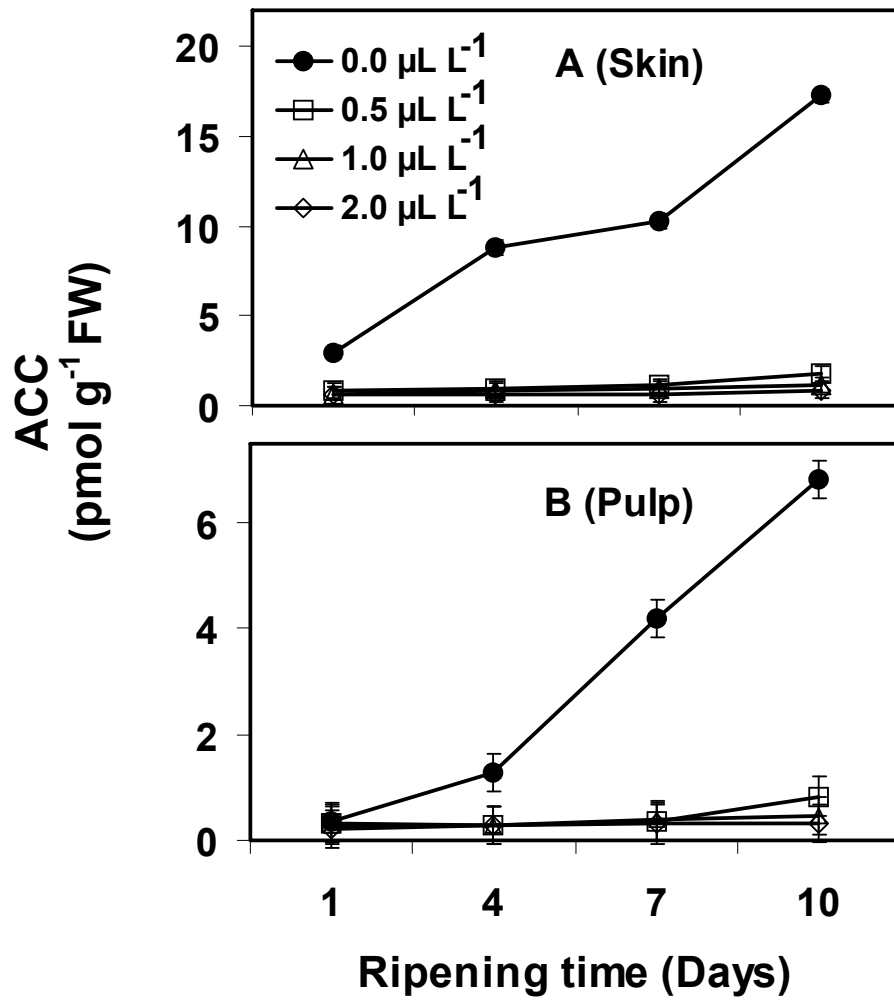 ACC
(pmol g⁻¹ FW)
20
15
10
5
0
0.0 µL L⁻¹
0.5 µL L⁻¹
1.0 µL L⁻¹
2.0 µL L⁻¹
A (Skin)
6
4
2
0
B (Pulp)
1 4 7 10
Ripening time (Days)